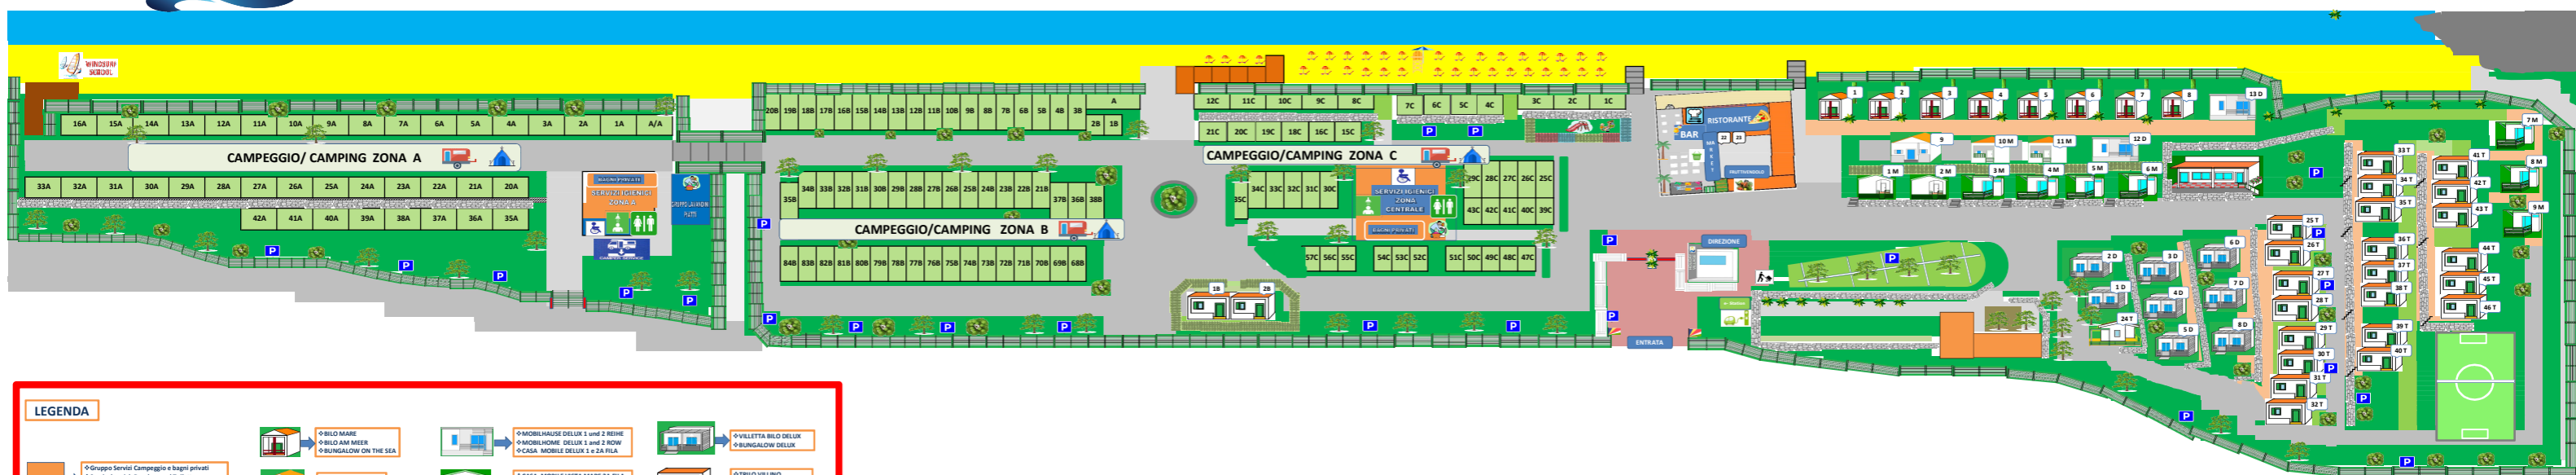 WINDSURF
SCHOOL
16A 15A 14A 13A 12A 11A 10A 9A 8A 7A 6A 5A 4A 3A 2A 1A A/A
CAMPEGGIO/ CAMPING ZONA A
33A 32A 31A 30A 29A 28A 27A 26A 25A 24A 23A 22A 21A 20A
42A 41A 40A 39A 38A 37A 36A 35A
BAGNI PRIVATI
SERVIZI IGIENICI
ZONA A
CAMPER SERVICE
P P P P P
20B 19B 18B 17B 16B 15B 14B 13B 12B 11B 10B 9B 8B 7B 6B 5B 4B 3B
A
2B 1B
34B 33B 32B 31B 30B 29B 28B 27B 26B 25B 24B 23B 22B 21B
35B
37B 36B 38B
CAMPEGGIO/CAMPING ZONA B
84B 83B 82B 81B 80B 79B 78B 77B 76B 75B 74B 73B 72B 71B 70B 69B 68B
P P P P P
12C 11C 10C 9C 8C 7C 6C 5C 4C 3C 2C 1C
21C 20C 19C 18C 16C 15C
P P
CAMPEGGIO/CAMPING ZONA C
34C 33C 32C 31C 30C
35C
29C 28C 27C 26C 25C
43C 42C 41C 40C 39C
SERVIZI IGIENICI
ZONA
CENTRALE
BAGNI PRIVATI
57C 56C 55C 54C 53C 52C 51C 50C 49C 48C 47C
1B 2B
P P P
RISTORANTE
BAR
MARKET
22 23
FRUTTIVENDOLO
P
DIREZIONE
P
ENTRATA
P
1 2 3 4 5 6 7 8 13 D
9 10 M 11 M 12 D
1 M 2 M 3 M 4 M 5 M 6 M
P
7 M
8 M
9 M
33 T
34 T
35 T
36 T
37 T
38 T
39 T
40 T
41 T
42 T
43 T
44 T
45 T
46 T
25 T
26 T
27 T
28 T
29 T
30 T
31 T
32 T
2 D 3 D 6 D
1 D 4 D 7 D
24 T 5 D 8 D
P P P P P P
LEGENDA
❖Gruppo Servizi Campeggio e bagni privati
❖BILO MARE
❖BILO AM MEER
❖BUNGALOW ON THE SEA
❖MOBILHAUSE DELUX 1 und 2 REIHE
❖MOBILHOME DELUX 1 and 2 ROW
❖CASA MOBILE DELUX 1 e 2A FILA
❖VILLETTA BILO DELUX
❖BUNGALOW DELUX